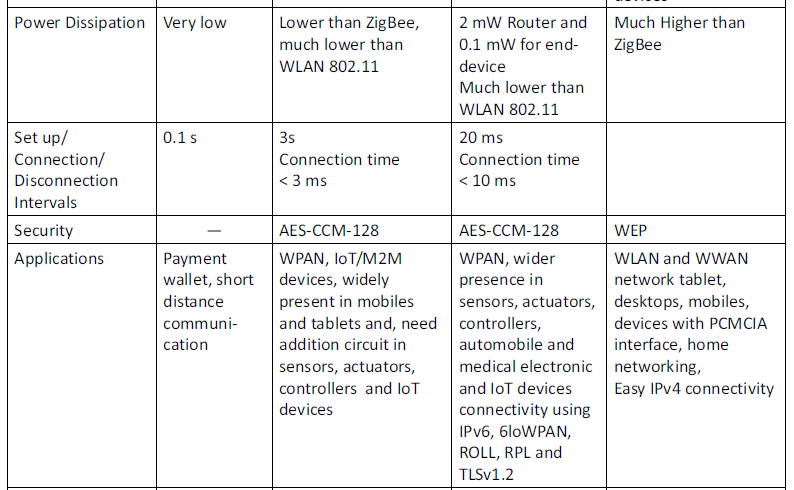 devices
Power Dissipation
Very low
Lower than ZigBee,
much lower than
WLAN 802.11
2 mW Router and
0.1 mW for end-
device
Much lower than
WLAN 802.11
Much Higher than
ZigBee
Set up/
Connection/
Disconnection
Intervals
0.1 s
3s
Connection time
< 3 ms
20 ms
Connection time
< 10 ms
Security
—
AES-CCM-128
AES-CCM-128
WEP
Applications
Payment
wallet, short
distance
communi-
cation
WPAN, IoT/M2M
devices, widely
present in mobiles
and tablets and, need
addition circuit in
sensors, actuators,
controllers and IoT
devices
WPAN, wider
presence in
sensors, actuators,
controllers,
automobile and
medical electronic
and IoT devices
connectivity using
IPv6, 6loWPAN,
ROLL, RPL and
TLSv1.2
WLAN and WWAN
network tablet,
desktops, mobiles,
devices with PCMCIA
interface, home
networking,
Easy IPv4 connectivity